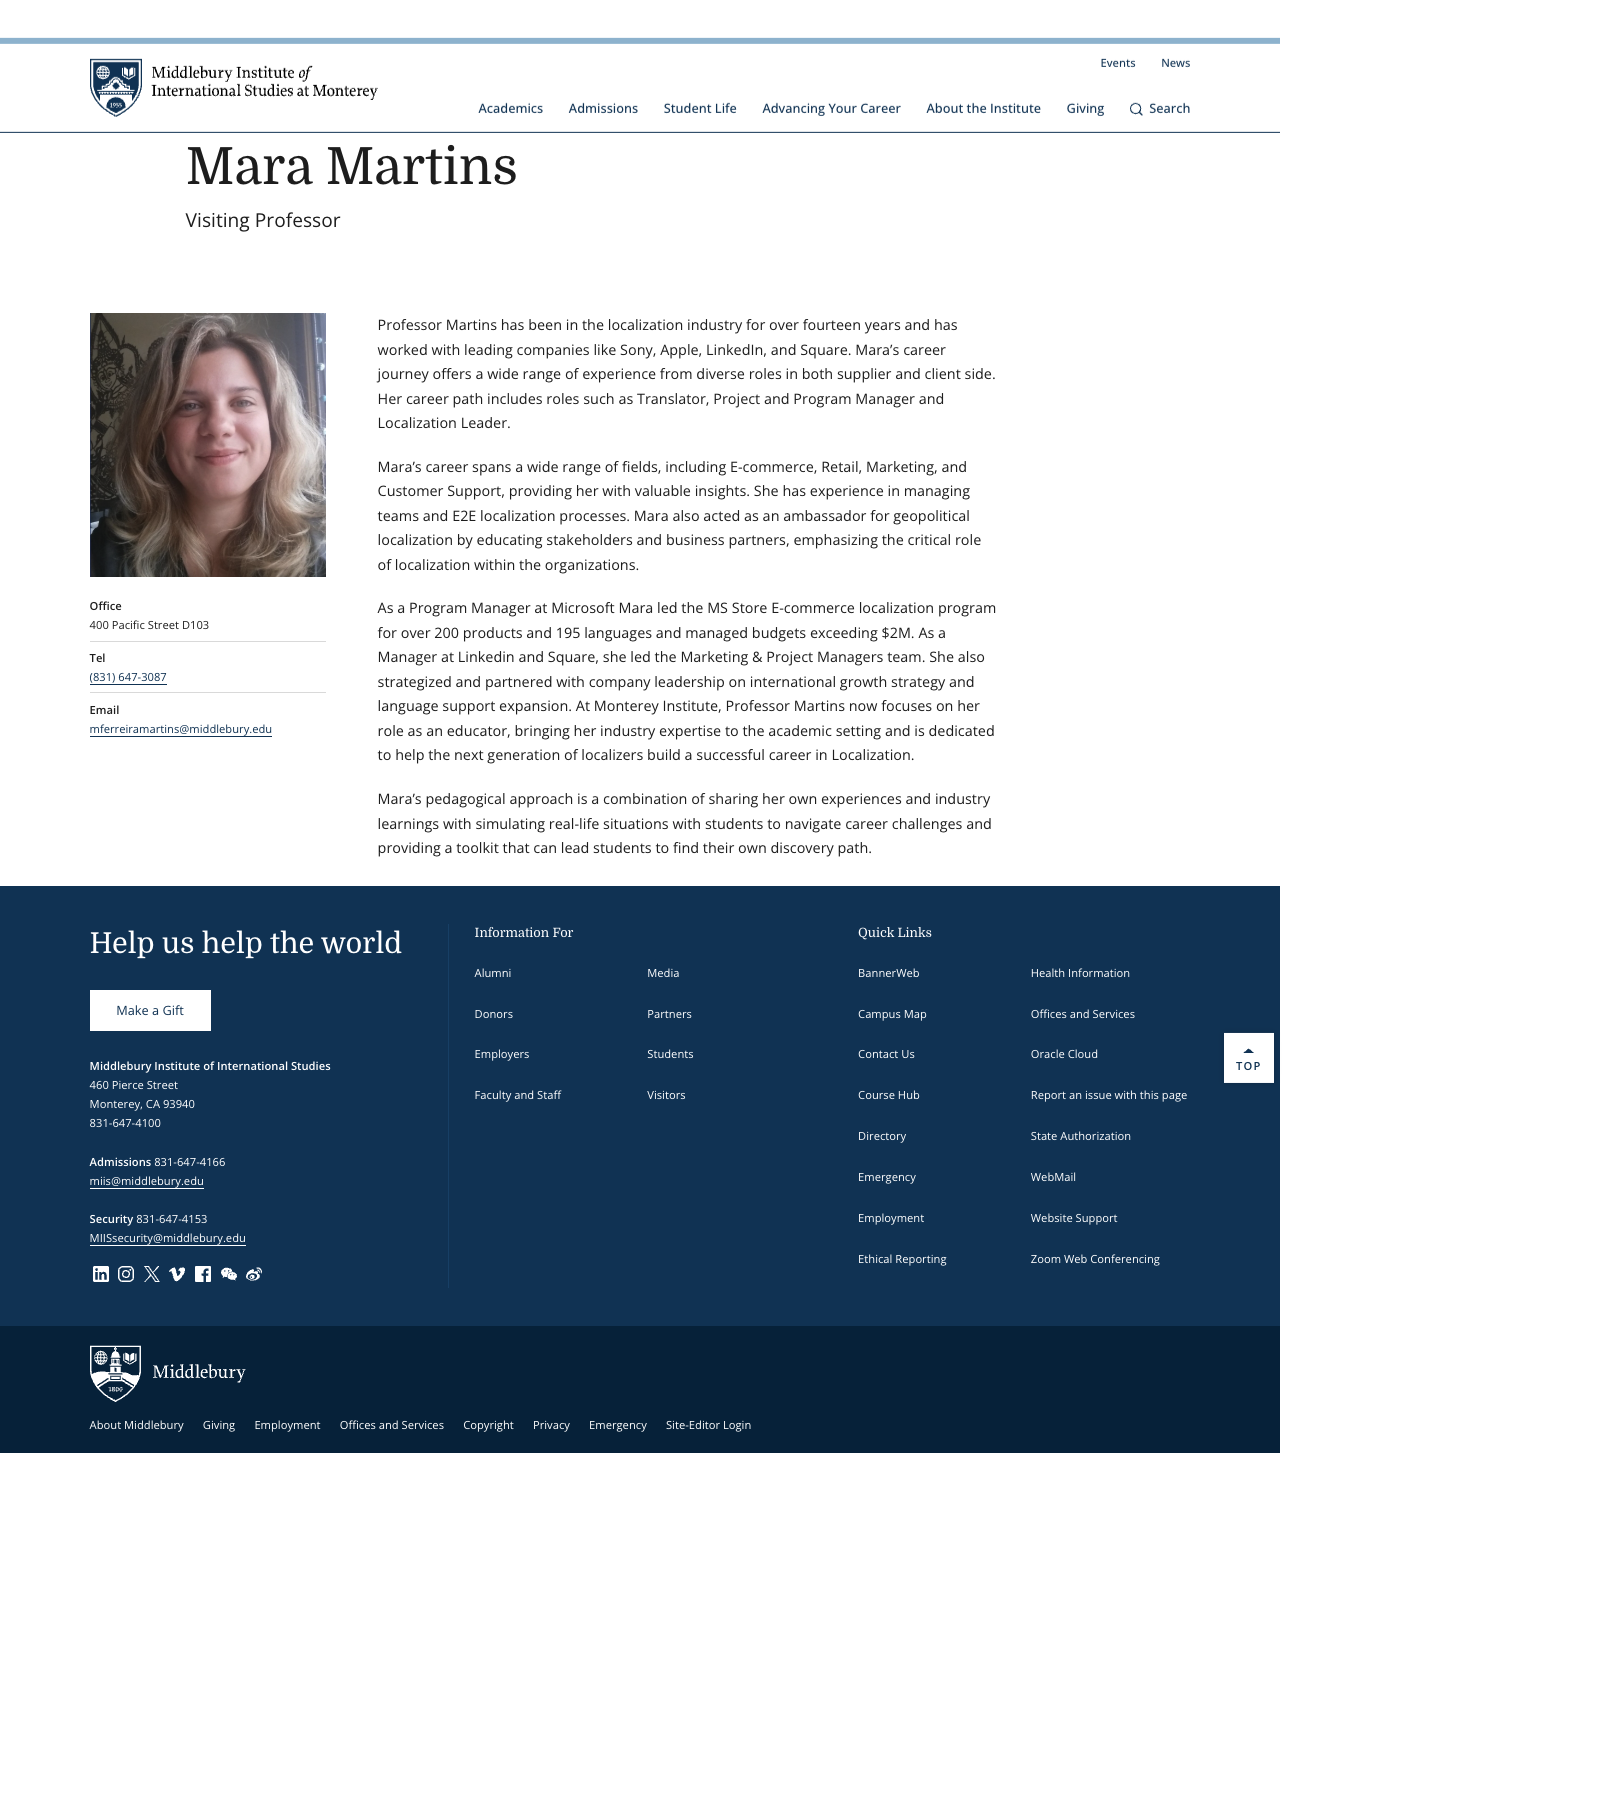 Middlebury Institute of
International Studies at Monterey
Events News
Academics Admissions Student Life Advancing Your Career About the Institute Giving Search
Mara Martins
Visiting Professor
Professor Martins has been in the localization industry for over fourteen years and has
worked with leading companies like Sony, Apple, LinkedIn, and Square. Mara’s career
journey offers a wide range of experience from diverse roles in both supplier and client side.
Her career path includes roles such as Translator, Project and Program Manager and
Localization Leader.
Mara’s career spans a wide range of fields, including E-commerce, Retail, Marketing, and
Customer Support, providing her with valuable insights. She has experience in managing
teams and E2E localization processes. Mara also acted as an ambassador for geopolitical
localization by educating stakeholders and business partners, emphasizing the critical role
of localization within the organizations.
As a Program Manager at Microsoft Mara led the MS Store E-commerce localization program
for over 200 products and 195 languages and managed budgets exceeding $2M. As a
Manager at Linkedin and Square, she led the Marketing & Project Managers team. She also
strategized and partnered with company leadership on international growth strategy and
language support expansion. At Monterey Institute, Professor Martins now focuses on her
role as an educator, bringing her industry expertise to the academic setting and is dedicated
to help the next generation of localizers build a successful career in Localization.
Mara’s pedagogical approach is a combination of sharing her own experiences and industry
learnings with simulating real-life situations with students to navigate career challenges and
providing a toolkit that can lead students to find their own discovery path.
Office
400 Pacific Street D103
Tel
(831) 647-3087
Email
mferreiramartins@middlebury.edu
Help us help the world
Make a Gift
Middlebury Institute of International Studies
460 Pierce Street
Monterey, CA 93940
831-647-4100
Admissions 831-647-4166
miis@middlebury.edu
Security 831-647-4153
MIISsecurity@middlebury.edu
Information For
Alumni
Donors
Employers
Faculty and Staff
Media
Partners
Students
Visitors
Quick Links
BannerWeb
Campus Map
Contact Us
Course Hub
Directory
Emergency
Employment
Ethical Reporting
Health Information
Offices and Services
Oracle Cloud
Report an issue with this page
State Authorization
WebMail
Website Support
Zoom Web Conferencing
TOP
1800
Middlebury
About Middlebury Giving Employment Offices and Services Copyright Privacy Emergency Site-Editor Login